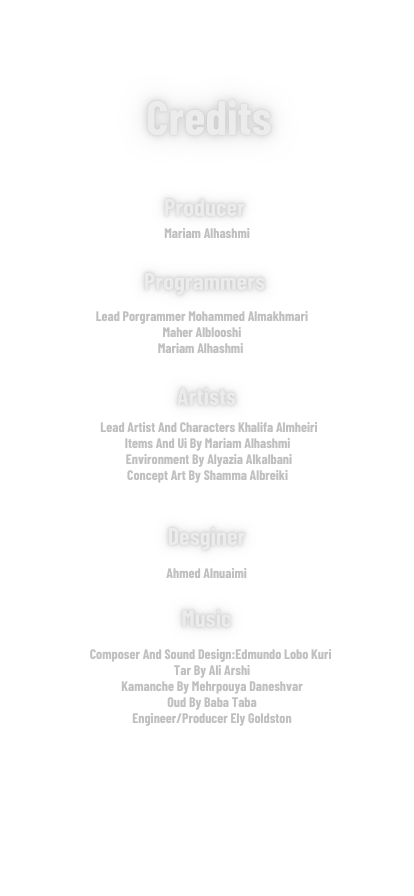 Credits
Producer
Mariam Alhashmi
Programmers
Lead Porgrammer Mohammed Almakhmari
Maher Alblooshi
Mariam Alhashmi
Artists
Lead Artist And Characters Khalifa Almheiri
Items And Ui By Mariam Alhashmi
Environment By Alyazia Alkalbani
Concept Art By Shamma Albreiki
Desginer
Ahmed Alnuaimi
Music
Composer And Sound Design:Edmundo Lobo Kuri
Tar By Ali Arshi
Kamanche By Mehrpouya Daneshvar
Oud By Baba Taba
Engineer/Producer Ely Goldston